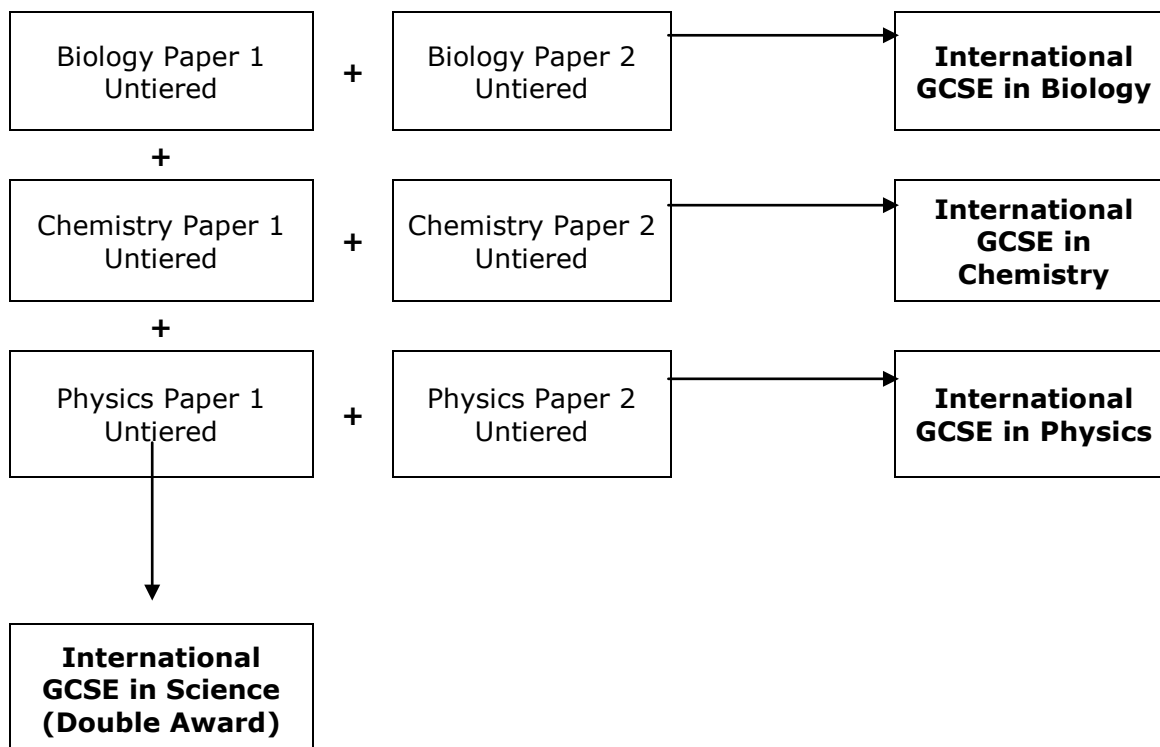 Biology Paper 1
Untiered
+
Biology Paper 2
Untiered
International
GCSE in Biology
+
Chemistry Paper 1
Untiered
+
Chemistry Paper 2
Untiered
International
GCSE in
Chemistry
+
Physics Paper 1
Untiered
+
Physics Paper 2
Untiered
International
GCSE in Physics
International
GCSE in Science
(Double Award)